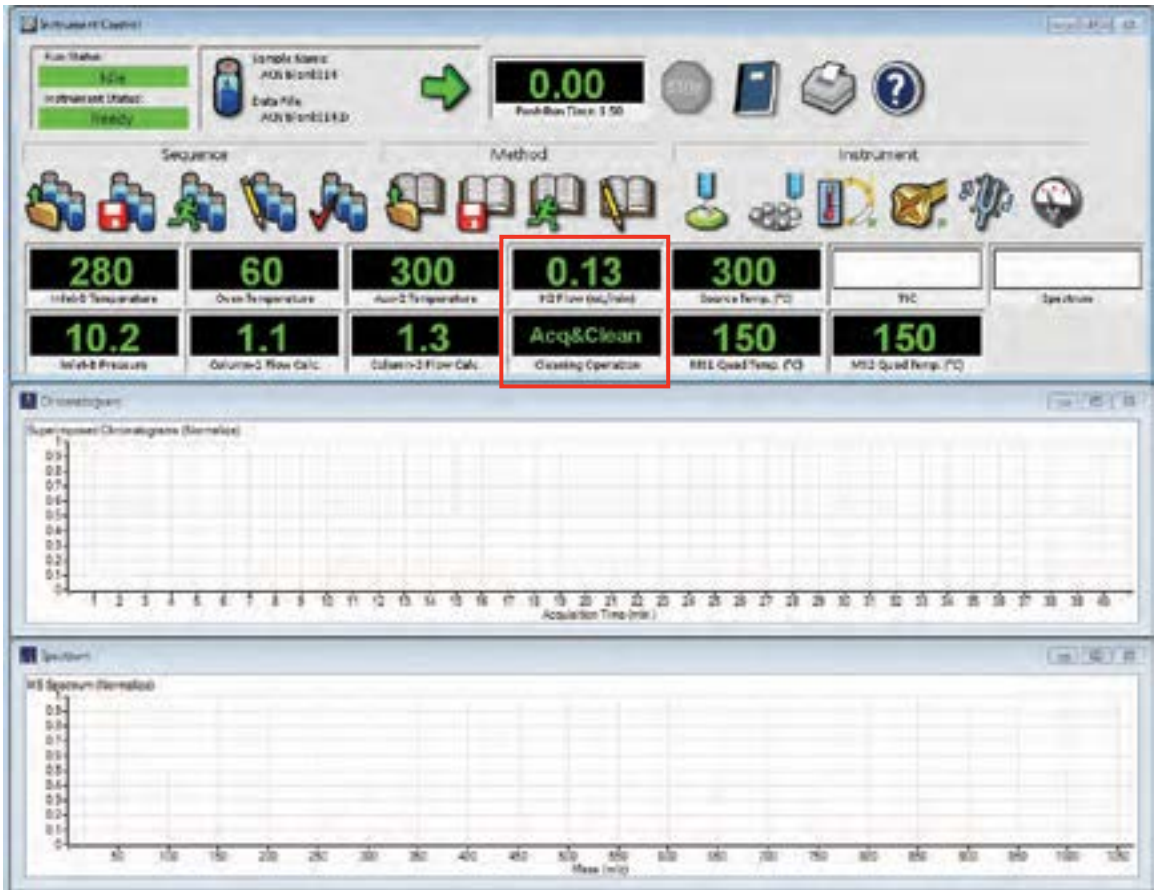 Instrument Control
Run Status:
Idle
Instrument Status:
Ready
Sample Name:
Data File
0.00
STOP
Sequence
Method
Instrument
280
Inlet-B Temperature
60
Oven Temperature
300
Aux-2 Temperature
0.13
300
Source Temp. (°C)
TIC
Spectrum
10.2
Inlet-B Pressure
1.1
Column-1 Flow Calc.
1.3
Column-2 Flow Calc.
Acq&Clean
Cleaning Operation
150
MS1 Quad Temp. (°C)
150
MS2 Quad Temp. (°C)
Chromatogram
Superimposed Chromatograms (Normalize)
1 2 3 4 5 6 7 8 9 10 11 12 13 14 15 16 17 18 19 20 21 22 23 24 25 26 27 28 29 30 31 32 33 34 35 36 37 38 39 40
Acquisition Time (min.)
Spectrum
MS Spectrum (Normalize)
50 100 150 200 250 300 350 400 450 500 550 600 650 700 750 800 850 900 950 1000 1050
Mass (m/z)